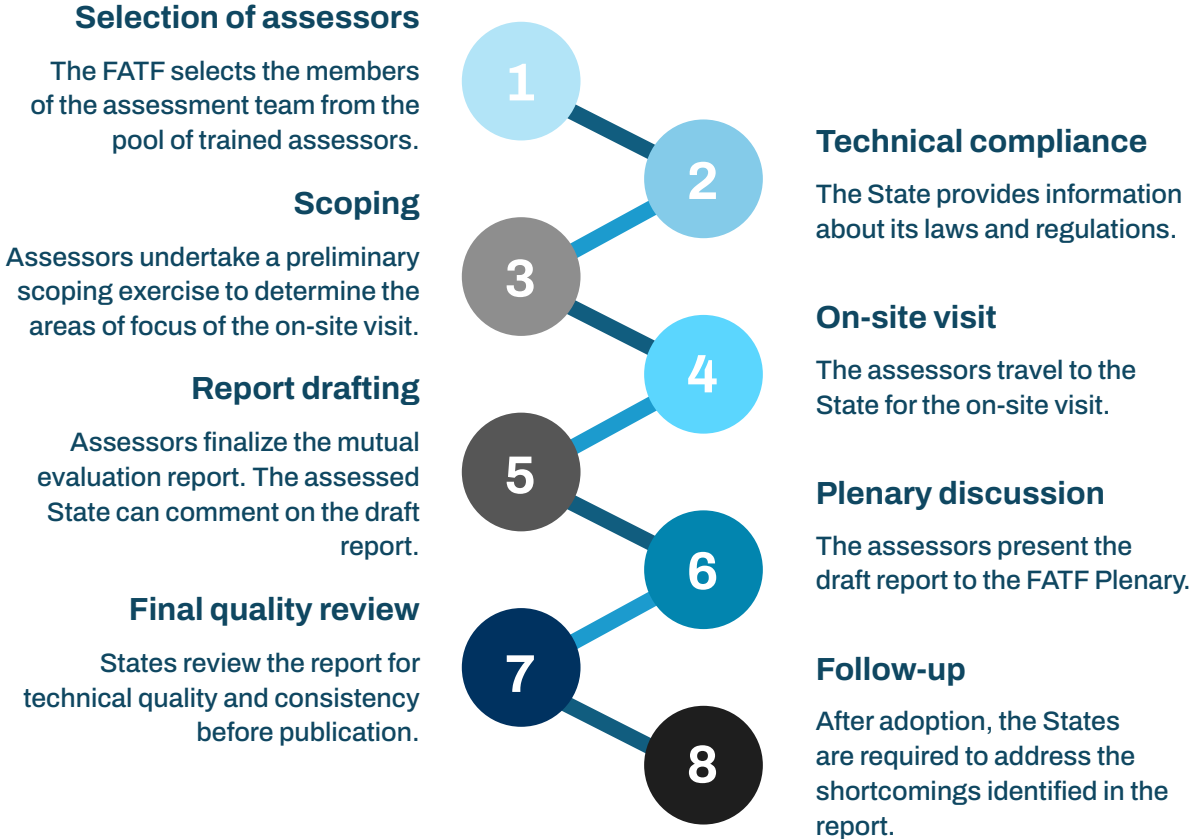 Selection of assessors
The FATF selects the members
of the assessment team from the
pool of trained assessors.
1
2
Technical compliance
The State provides information
about its laws and regulations.
Scoping
Assessors undertake a preliminary
scoping exercise to determine the
areas of focus of the on-site visit.
3
4
On-site visit
The assessors travel to the
State for the on-site visit.
Report drafting
Assessors finalize the mutual
evaluation report. The assessed
State can comment on the draft
report.
5
6
Plenary discussion
The assessors present the
draft report to the FATF Plenary.
Final quality review
States review the report for
technical quality and consistency
before publication.
7
8
Follow-up
After adoption, the States
are required to address the
shortcomings identified in the
report.